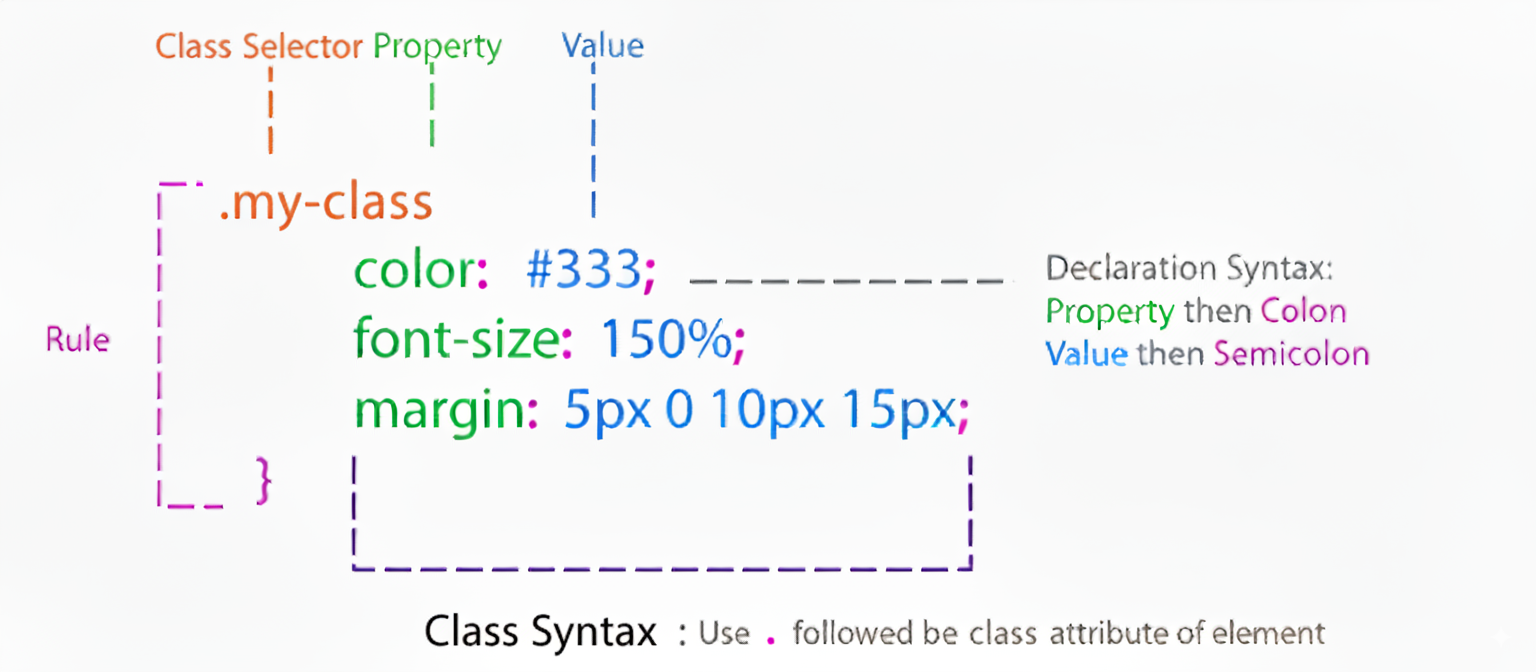 Class Selector Property Value
.my-class
color: #333;
Declaration Syntax:
Property then Colon
Value then Semicolon
font-size: 150%;
Rule
margin: 5px 0 10px 15px;
}
Class Syntax : Use . followed be class attribute of element